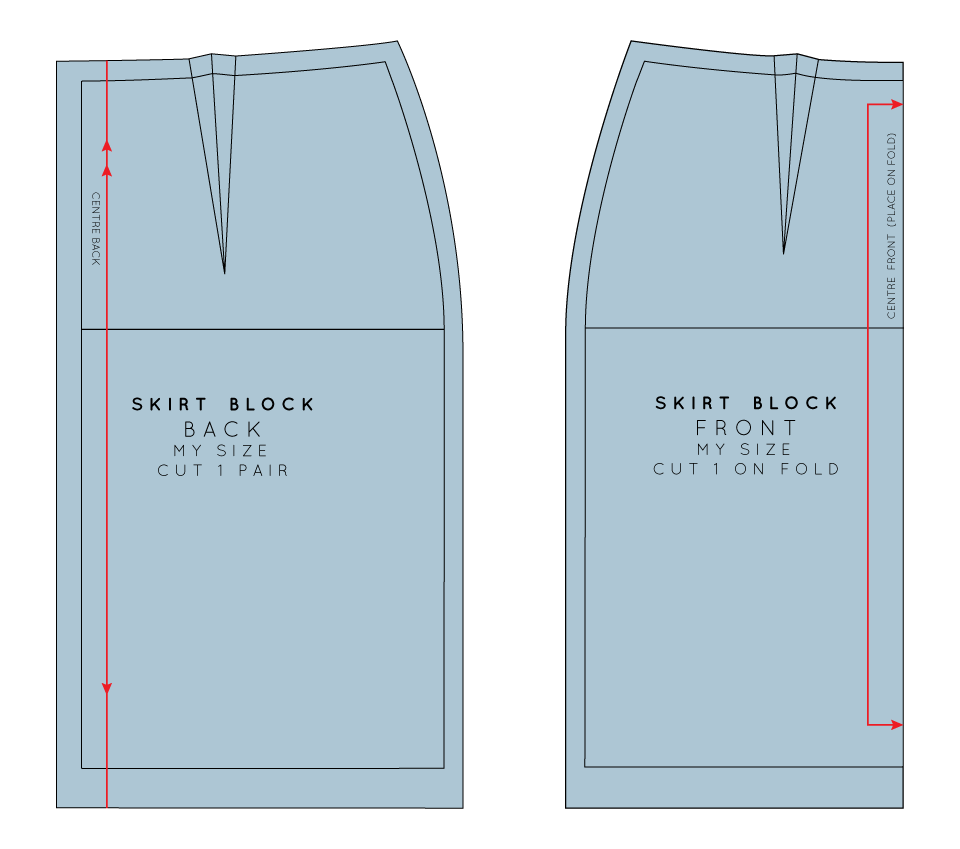 CENTRE BACK
SKIRT BLOCK
BACK
MY SIZE
CUT 1 PAIR
CENTRE FRONT (PLACE ON FOLD)
SKIRT BLOCK
FRONT
MY SIZE
CUT 1 ON FOLD